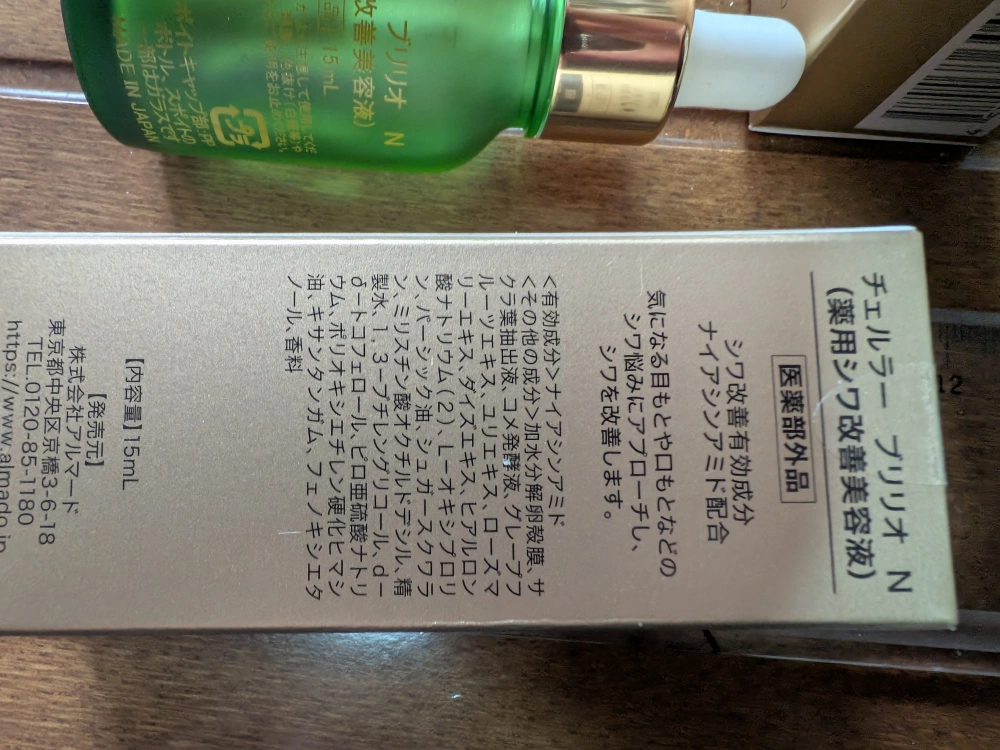 チェルラー ブリリオ N
(薬用シワ改善美容液)
医薬部外品
シワ改善有効成分
ナイアシンアミド配合
気になる目もとや口もとなどの
シワ悩みにアプローチし、
シワを改善します。
<有効成分>ナイアシンアミド
<その他の成分>加水分解卵殻膜、サ
クラ葉抽出液、コメ発酵液、グレープフ
ルーツエキス、ユリエキス、ローズマ
リーエキス、ダイズエキス、ヒアルロン
酸ナトリウム(2)、L-オキシプロリ
ン、パーシック油、シュガースクワラ
ン、ミリスチン酸オクチルドデシル、精
製水、1,3-ブチレングリコール、d-
δ-トコフェロール、ピロ亜硫酸ナトリ
ウム、ポリオキシエチレン硬化ヒマシ
油、キサンタンガム、フェノキシエタ
ノール、香料
【内容量】15mL
【発売元】
株式会社アルマード
東京都中央区京橋3-6-18
TEL.0120-85-1180
https://www.almado.jp
ブリリオ N
改善美容液)
15mL
MADE IN JAPAN
12